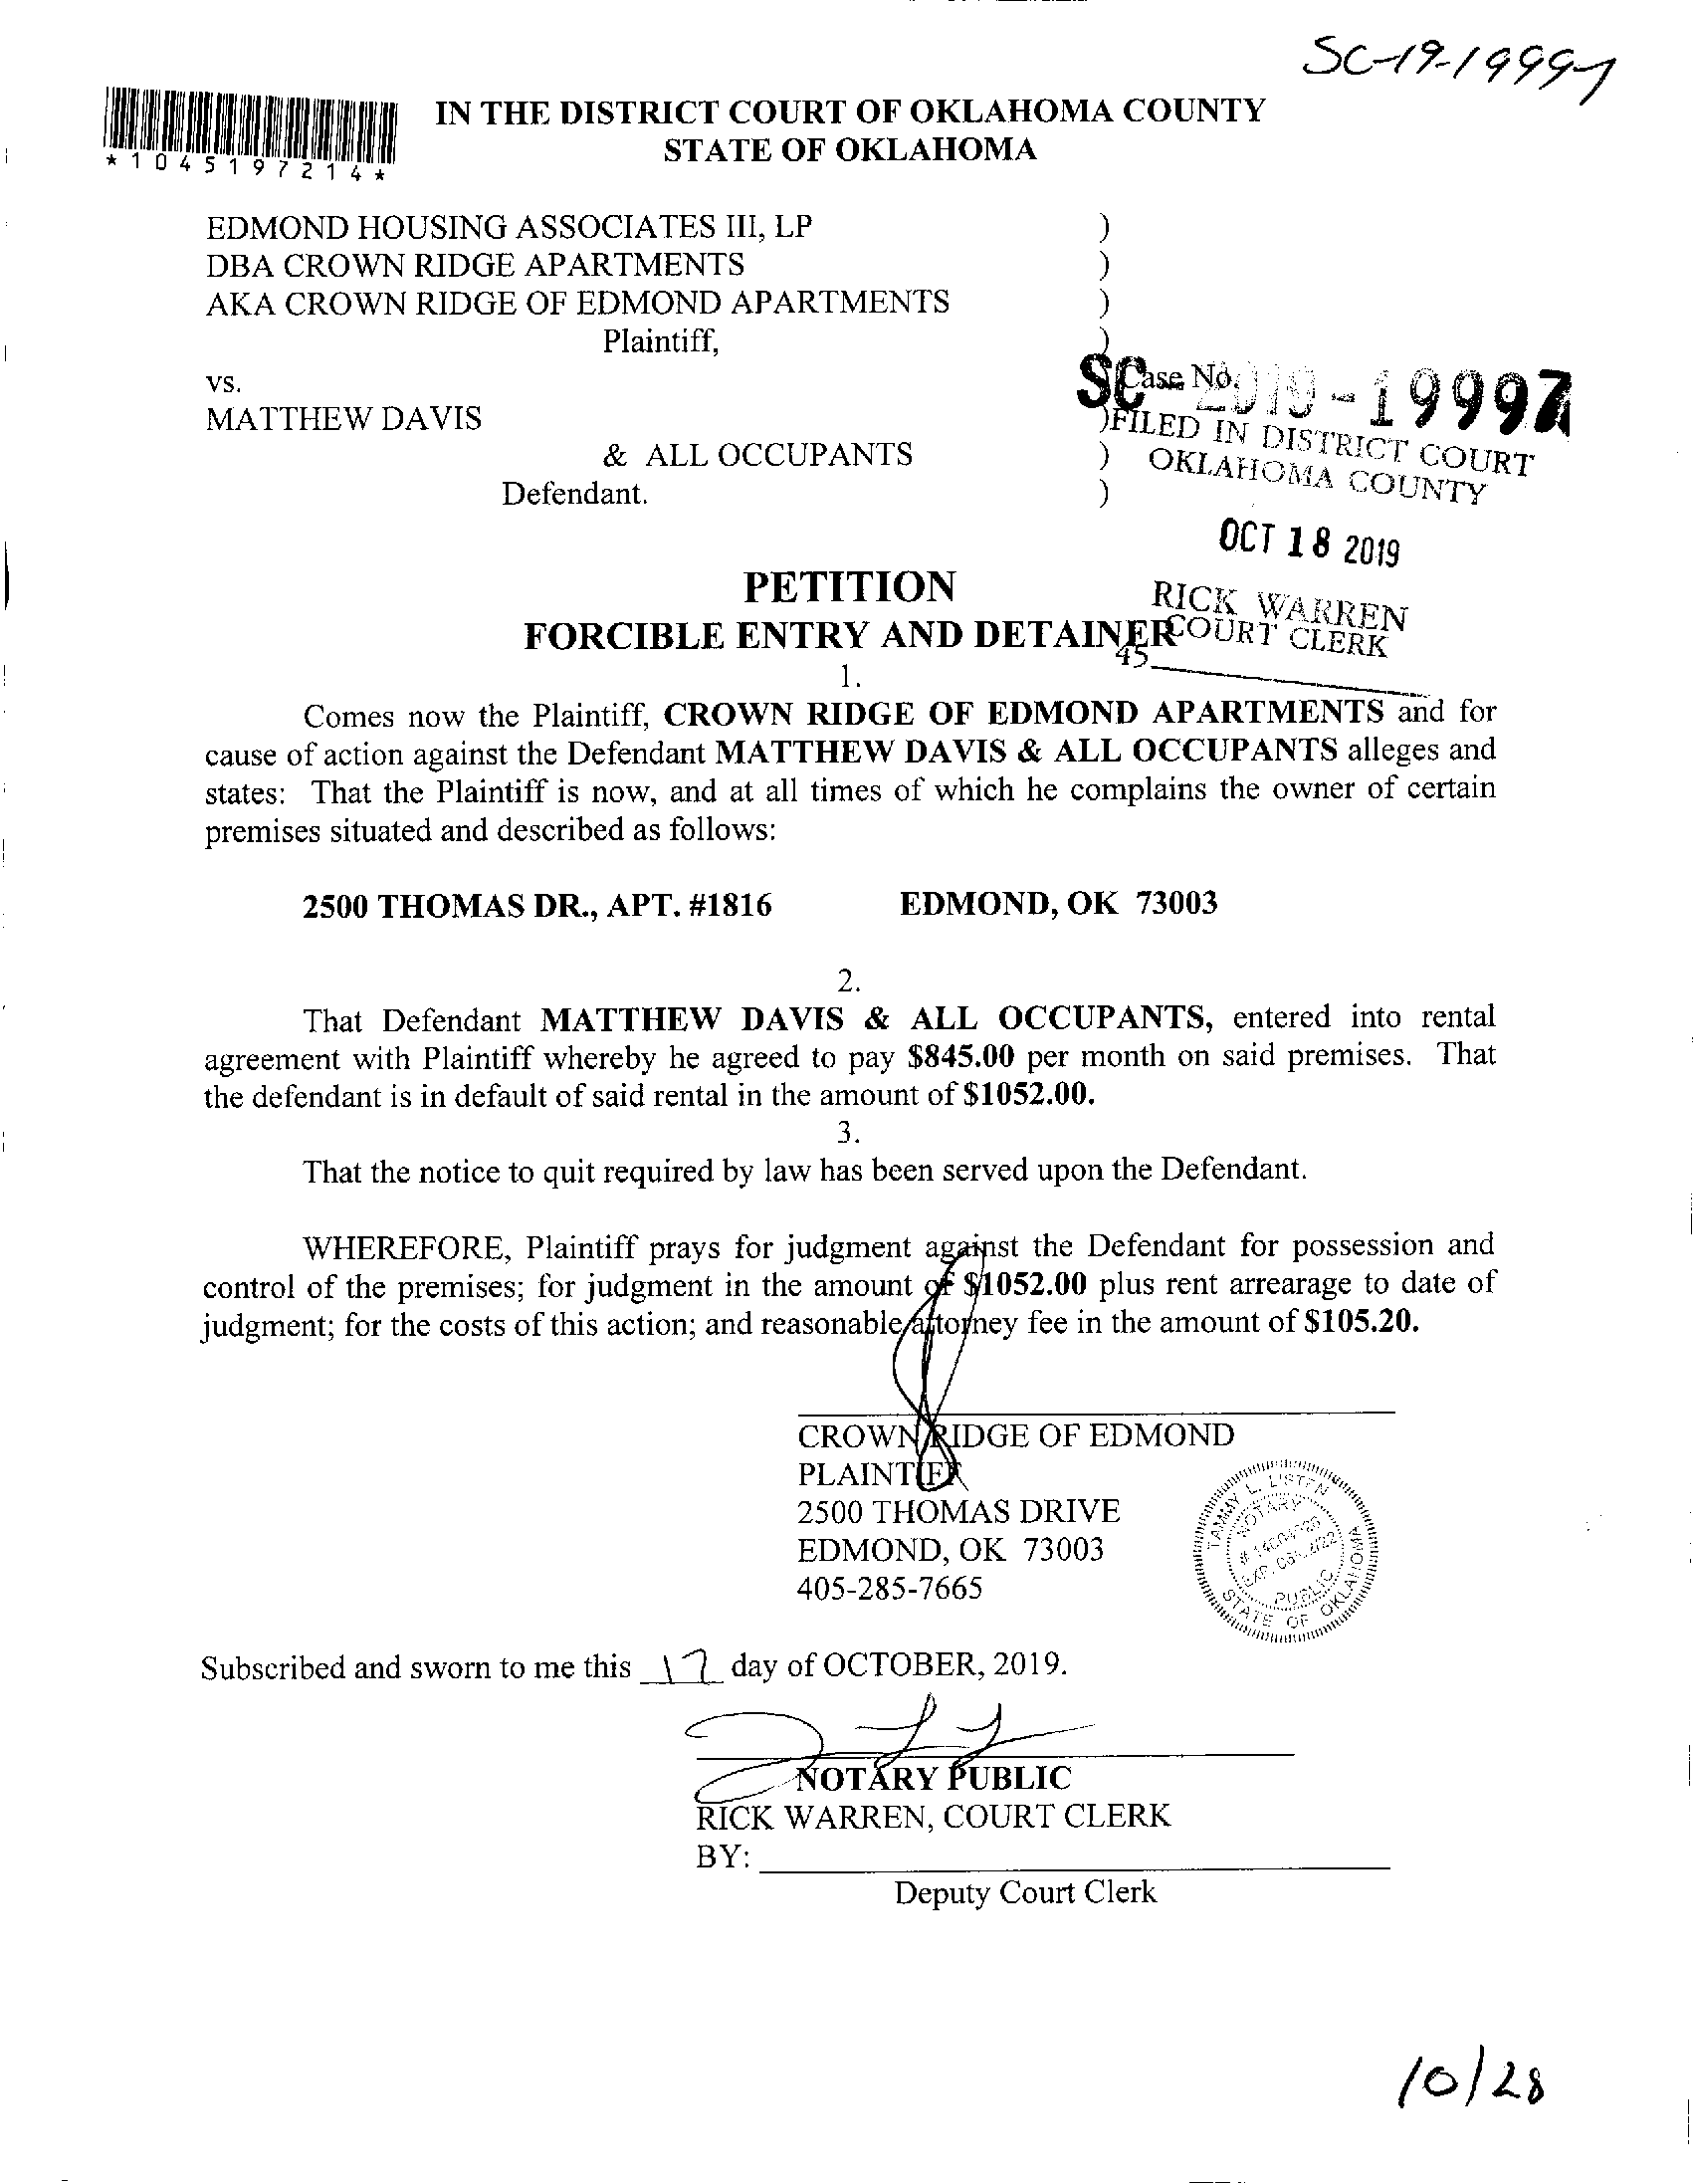 SC-19-19997
*1045197214*
IN THE DISTRICT COURT OF OKLAHOMA COUNTY
STATE OF OKLAHOMA
EDMOND HOUSING ASSOCIATES III, LP )
DBA CROWN RIDGE APARTMENTS )
AKA CROWN RIDGE OF EDMOND APARTMENTS )
Plaintiff, )
vs. Case No. SC-2019-19997
MATTHEW DAVIS )
FILED IN DISTRICT COURT
& ALL OCCUPANTS )
OKLAHOMA COUNTY
Defendant. )
OCT 18 2019
PETITION
RICK WARREN
FORCIBLE ENTRY AND DETAINER
COURT CLERK
45
1.
Comes now the Plaintiff, CROWN RIDGE OF EDMOND APARTMENTS and for
cause of action against the Defendant MATTHEW DAVIS & ALL OCCUPANTS alleges and
states: That the Plaintiff is now, and at all times of which he complains the owner of certain
premises situated and described as follows:
2500 THOMAS DR., APT. #1816 EDMOND, OK 73003
2.
That Defendant MATTHEW DAVIS & ALL OCCUPANTS, entered into rental
agreement with Plaintiff whereby he agreed to pay $845.00 per month on said premises. That
the defendant is in default of said rental in the amount of $1052.00.
3.
That the notice to quit required by law has been served upon the Defendant.
WHEREFORE, Plaintiff prays for judgment against the Defendant for possession and
control of the premises; for judgment in the amount of $1052.00 plus rent arrearage to date of
judgment; for the costs of this action; and reasonable attorney fee in the amount of $105.20.
CROWN RIDGE OF EDMOND
PLAINTIFF
2500 THOMAS DRIVE
EDMOND, OK 73003
405-285-7665
TAMMY L. LISTEN
NOTARY
PUBLIC
STATE OF OKLAHOMA
Subscribed and sworn to me this 17 day of OCTOBER, 2019.
NOTARY PUBLIC
RICK WARREN, COURT CLERK
BY:
Deputy Court Clerk
10/28